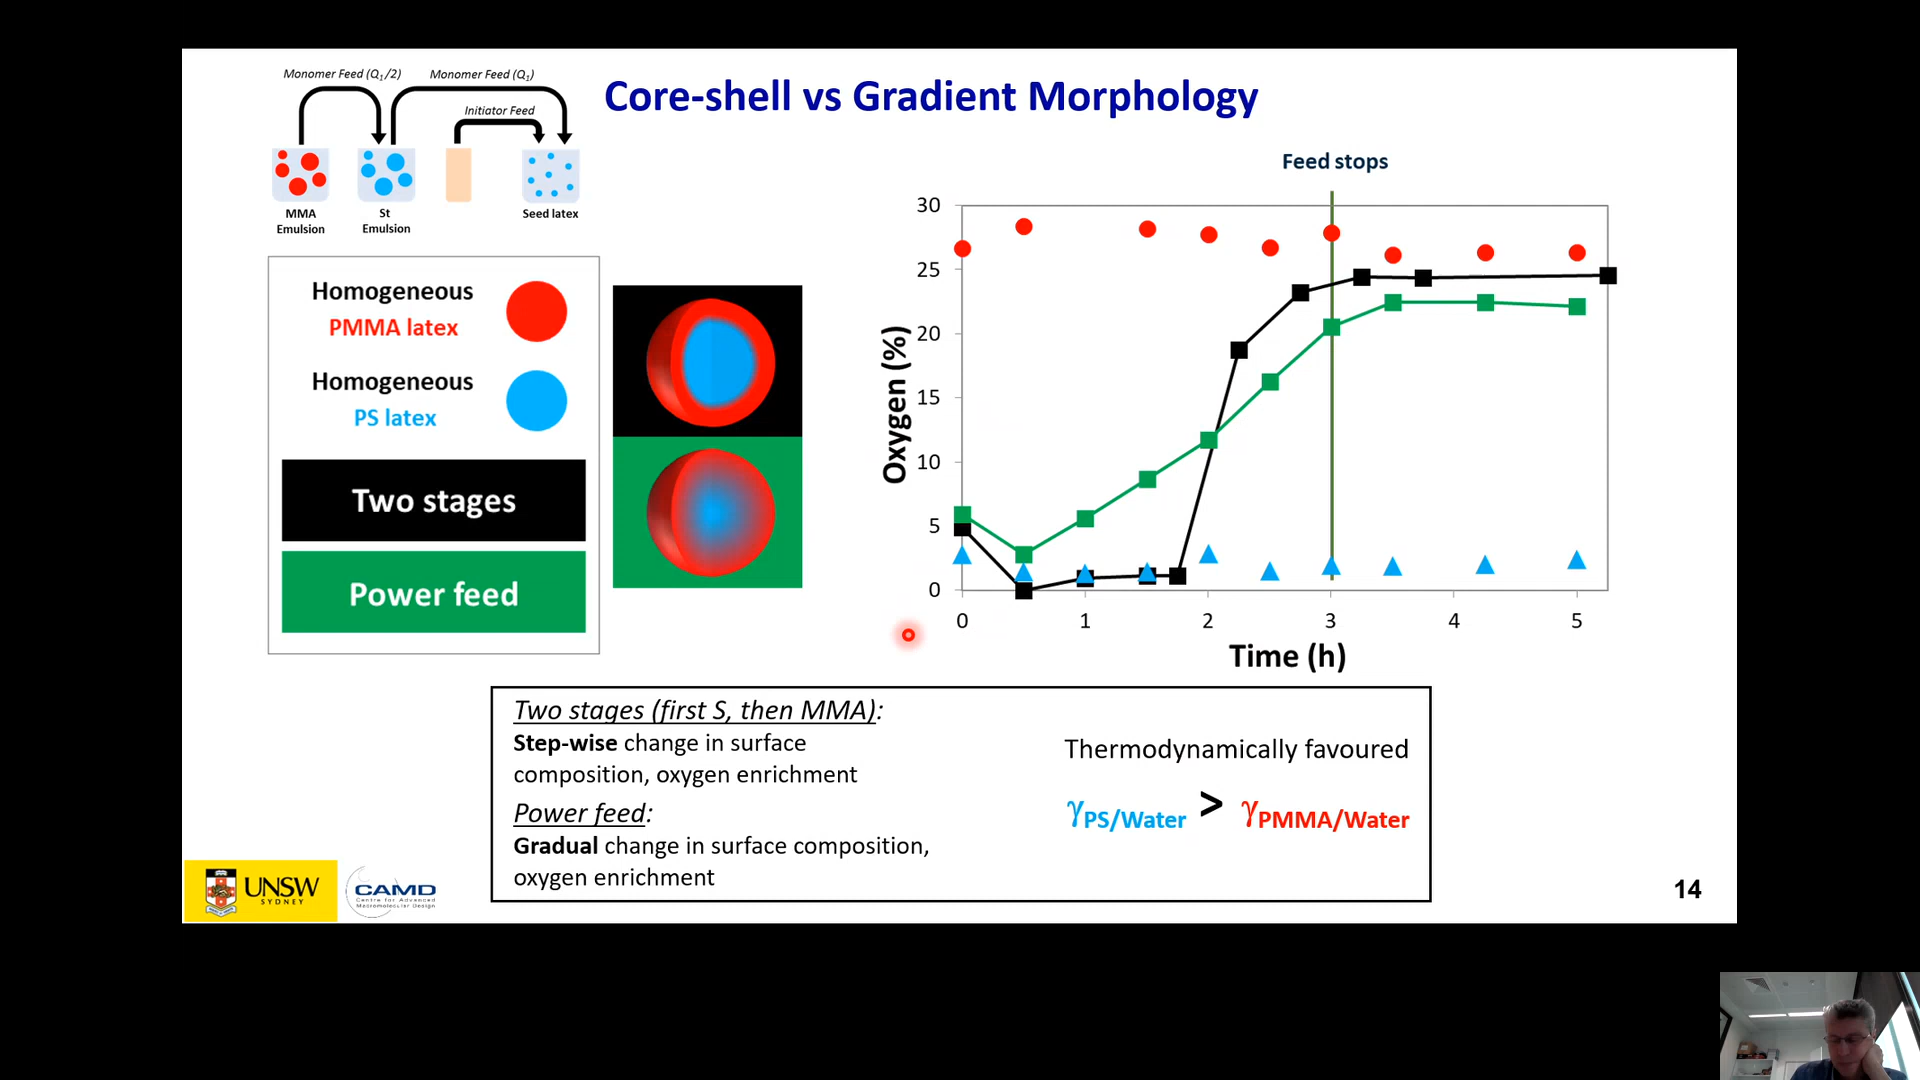 Monomer Feed (Q1/2)
Monomer Feed (Q1)
Initiator Feed
MMA
Emulsion
St
Emulsion
Seed latex
Core-shell vs Gradient Morphology
Homogeneous
PMMA latex
Homogeneous
PS latex
Two stages
Power feed
Feed stops
30
25
20
15
10
5
0
Oxygen (%)
0 1 2 3 4 5
Time (h)
Two stages (first S, then MMA):
Step-wise change in surface
composition, oxygen enrichment
Power feed:
Gradual change in surface composition,
oxygen enrichment
Thermodynamically favoured
γPS/Water > γPMMA/Water
UNSW
SYDNEY
CAMD
Centre for Advanced
Macromolecular Design
14